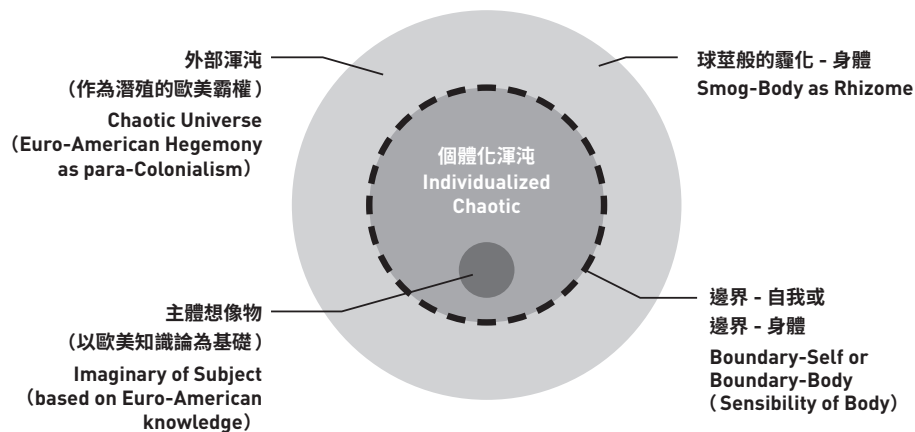 外部渾沌
（作為潛殖的歐美霸權）
Chaotic Universe
（Euro-American Hegemony
as para-Colonialism）
球莖般的霾化 - 身體
Smog-Body as Rhizome
個體化渾沌
Individualized
Chaotic
主體想像物
（以歐美知識論為基礎）
Imaginary of Subject
（based on Euro-American
knowledge）
邊界 - 自我或
邊界 - 身體
Boundary-Self or
Boundary-Body
（Sensibility of Body）